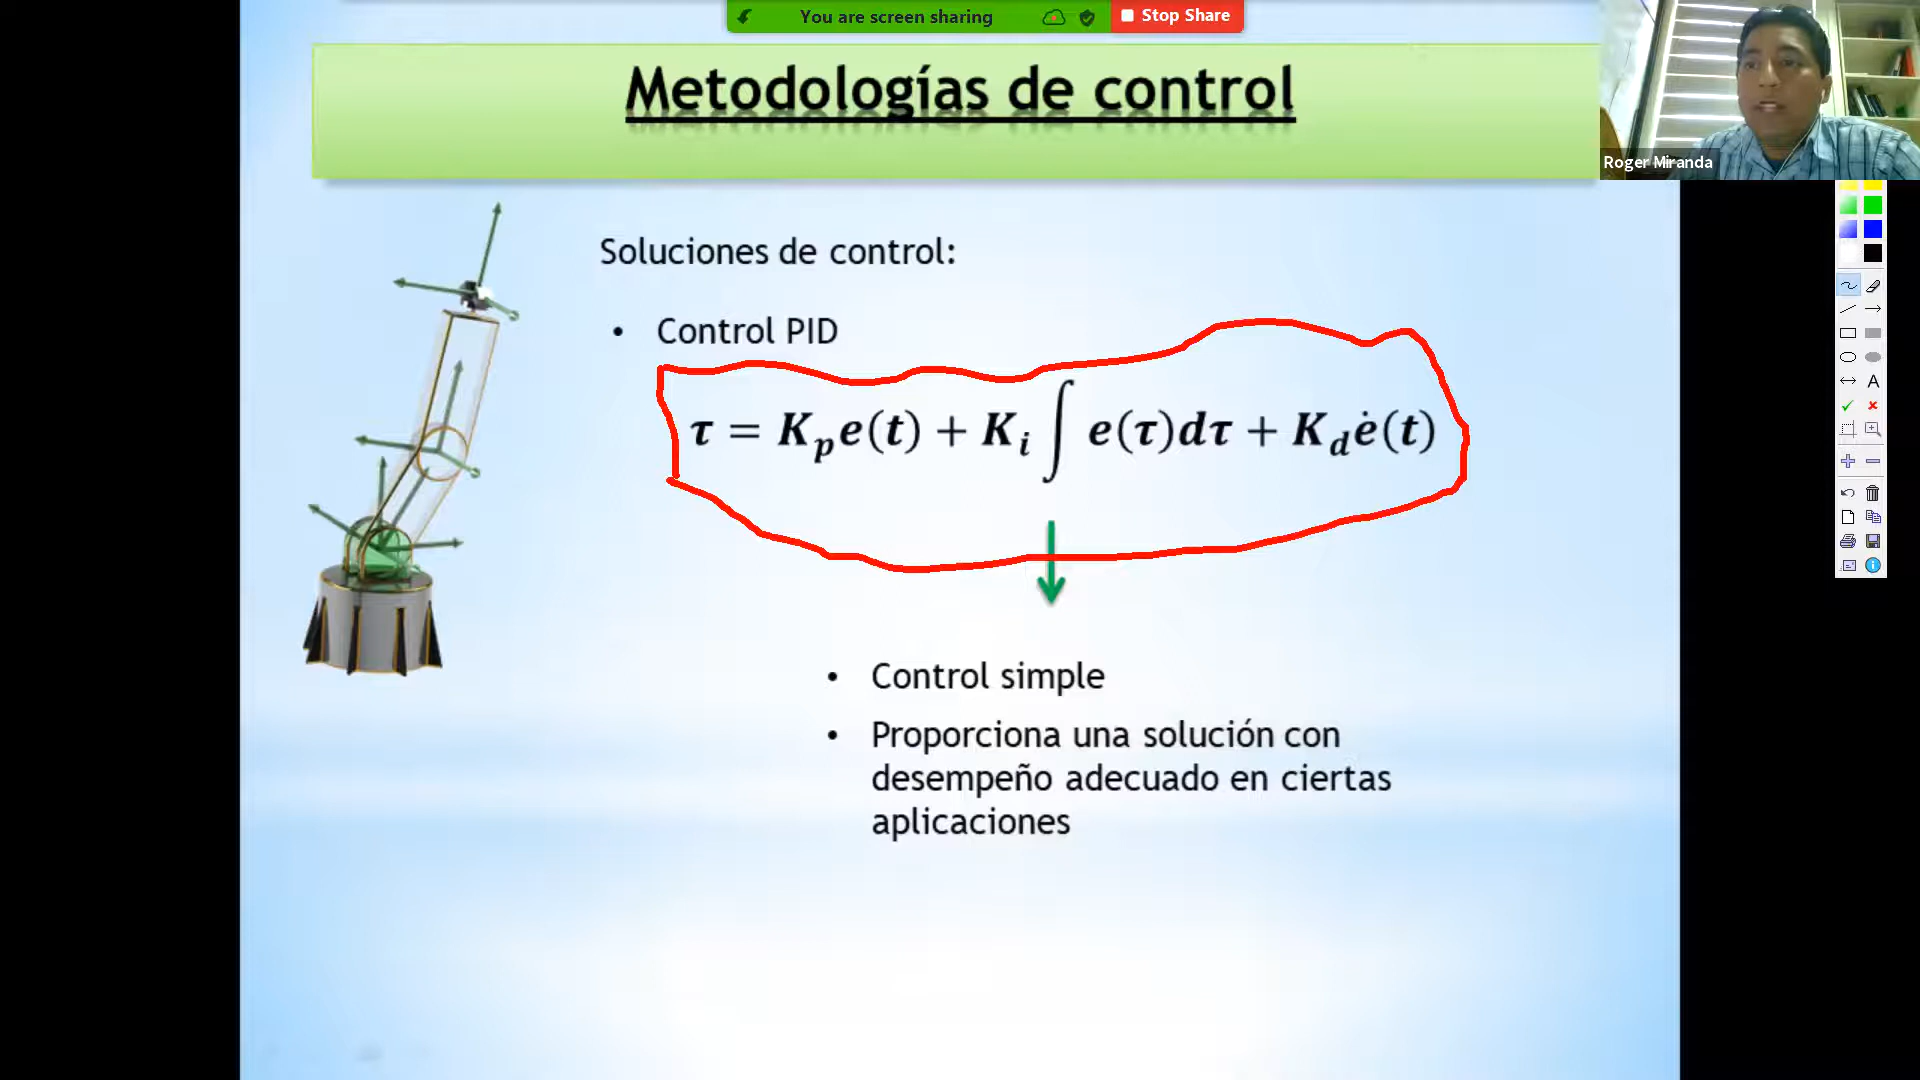 You are screen sharing
Stop Share
Metodologías de control
Roger Miranda
Soluciones de control:
• Control PID
τ = K_p e(t) + K_i ∫ e(τ)dτ + K_d ė(t)
A
• Control simple
• Proporciona una solución con
desempeño adecuado en ciertas
aplicaciones